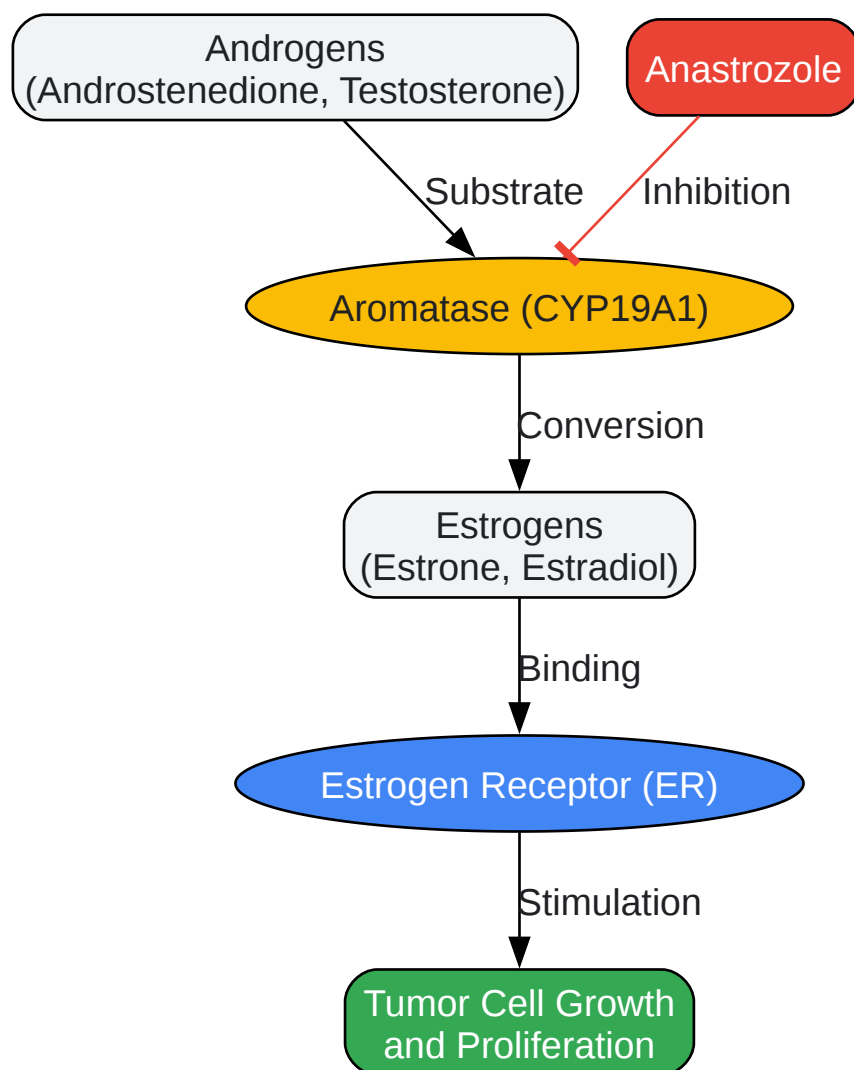 Androgens
(Androstenedione, Testosterone)
Anastrozole
Substrate
Inhibition
Aromatase (CYP19A1)
Conversion
Estrogens
(Estrone, Estradiol)
Binding
Estrogen Receptor (ER)
Stimulation
Tumor Cell Growth
and Proliferation